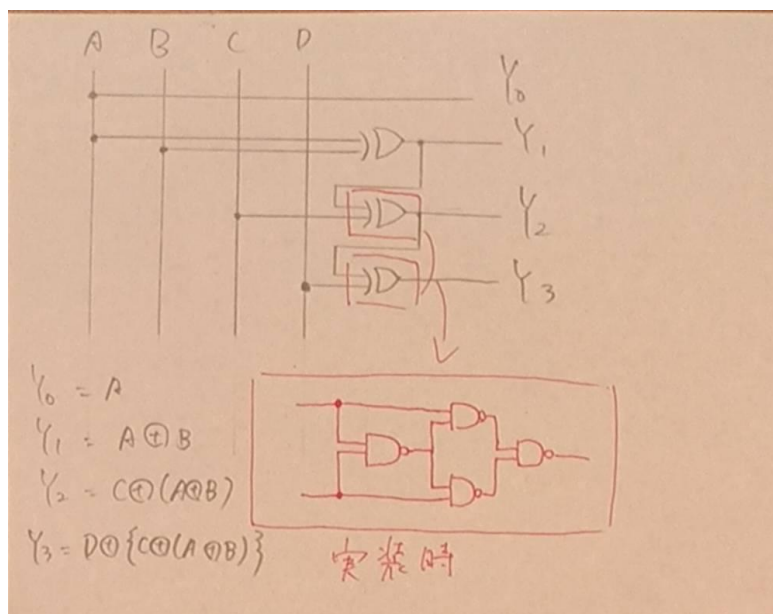 A B C D
Y₀
Y₁
Y₂
Y₃
Y₀ = A
Y₁ = A⊕B
Y₂ = C⊕(A⊕B)
Y₃ = D⊕{C⊕(A⊕B)}
実装時